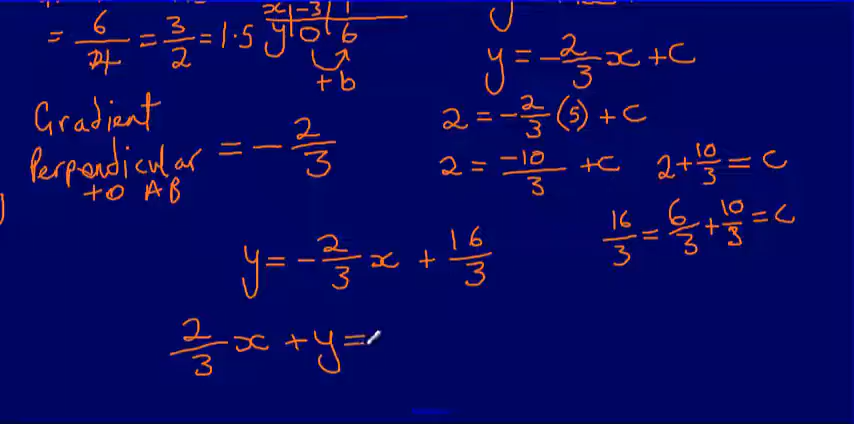 x | -3 | 1
= 6/4 = 3/2 = 1.5 y | 0 | 6
+b
Gradient
Perpendicular = -2/3
to AB
y
y = -2/3 x + C
2 = -2/3 (5) + C
2 = -10/3 + C 2 + 10/3 = C
16/3 = 6/3 + 10/3 = C
y = -2/3 x + 16/3
2/3 x + y =